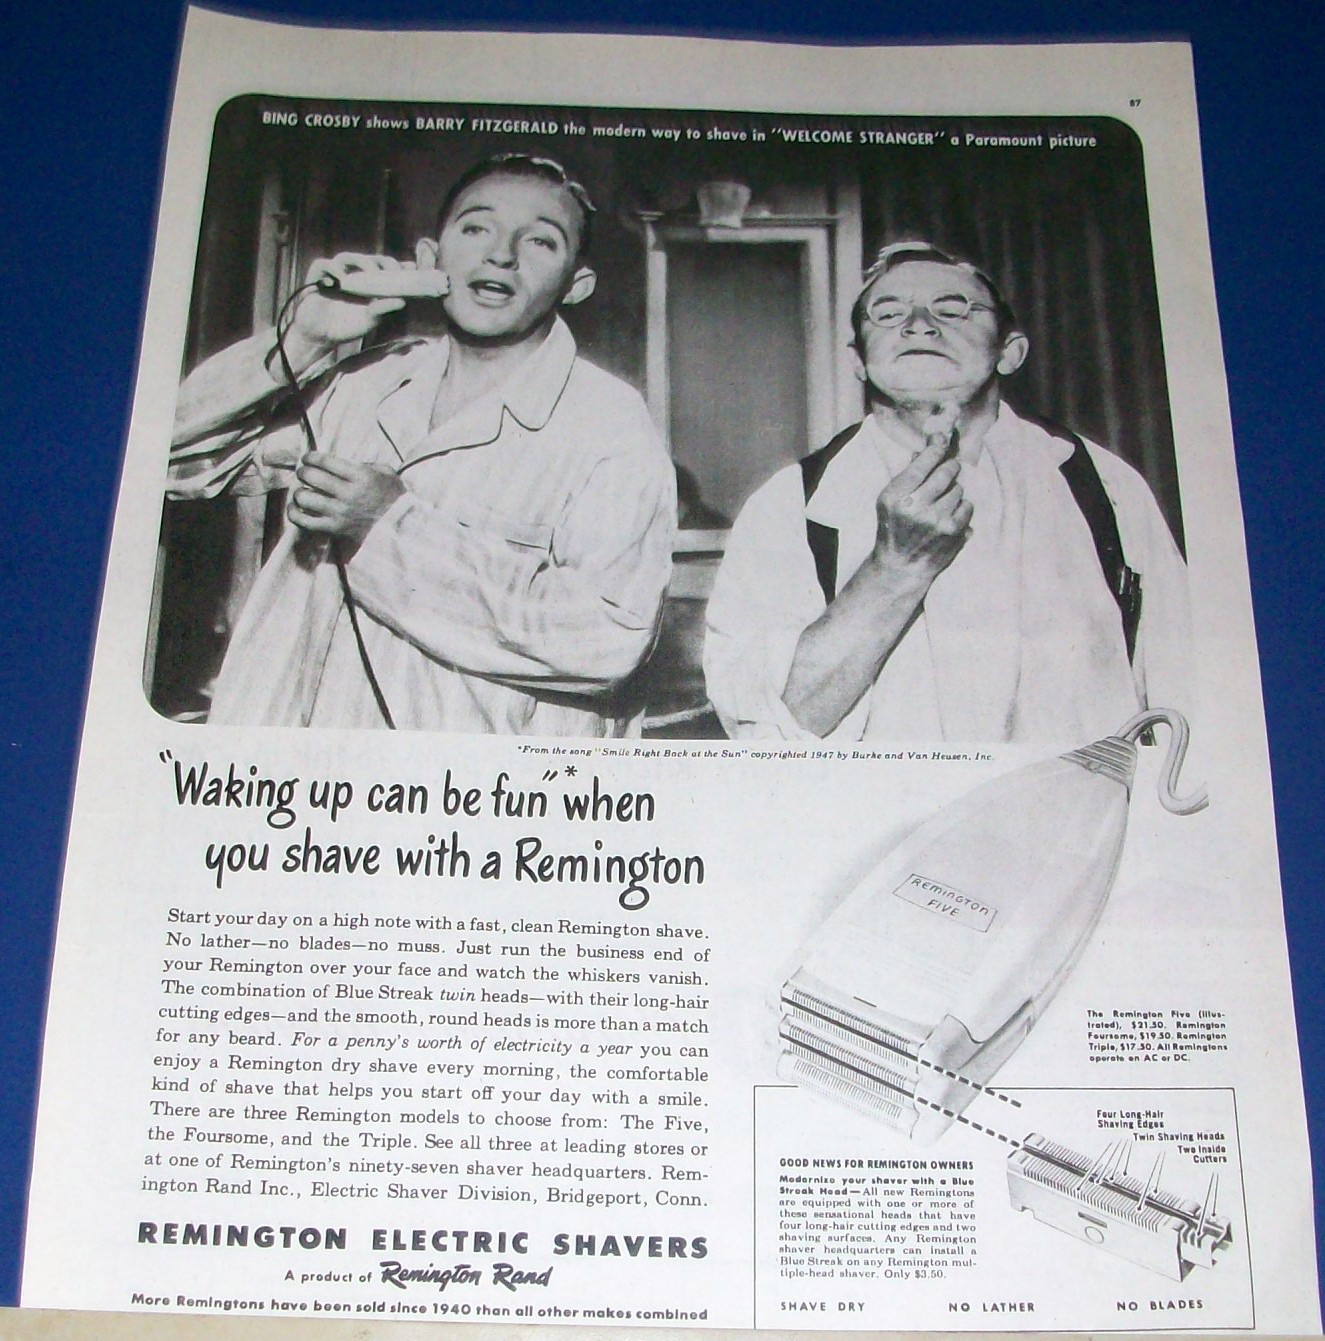 87
BING CROSBY shows BARRY FITZGERALD the modern way to shave in "WELCOME STRANGER" a Paramount picture
*From the song "Smile Right Back at the Sun" copyrighted 1947 by Burke and Van Heusen, Inc.
"Waking up can be fun"* when
you shave with a Remington
Start your day on a high note with a fast, clean Remington shave.
No lather—no blades—no muss. Just run the business end of
your Remington over your face and watch the whiskers vanish.
The combination of Blue Streak twin heads—with their long-hair
cutting edges—and the smooth, round heads is more than a match
for any beard. For a penny's worth of electricity a year you can
enjoy a Remington dry shave every morning, the comfortable
kind of shave that helps you start off your day with a smile.
There are three Remington models to choose from: The Five,
the Foursome, and the Triple. See all three at leading stores or
at one of Remington's ninety-seven shaver headquarters. Rem-
ington Rand Inc., Electric Shaver Division, Bridgeport, Conn.
REMINGTON ELECTRIC SHAVERS
A product of Remington Rand
More Remingtons have been sold since 1940 than all other makes combined
REMINGTON
FIVE
The Remington Five (illus-
trated), $21.50. Remington
Foursome, $19.50. Remington
Triple, $17.50. All Remingtons
operate on AC or DC.
Four Long-Hair
Shaving Edges
Twin Shaving Heads
Two Inside
Cutters
GOOD NEWS FOR REMINGTON OWNERS
Modernize your shaver with a Blue
Streak Head—All new Remingtons
are equipped with one or more of
these sensational heads that have
four long-hair cutting edges and two
shaving surfaces. Any Remington
shaver headquarters can install a
Blue Streak on any Remington mul-
tiple-head shaver. Only $3.50.
SHAVE DRY NO LATHER NO BLADES